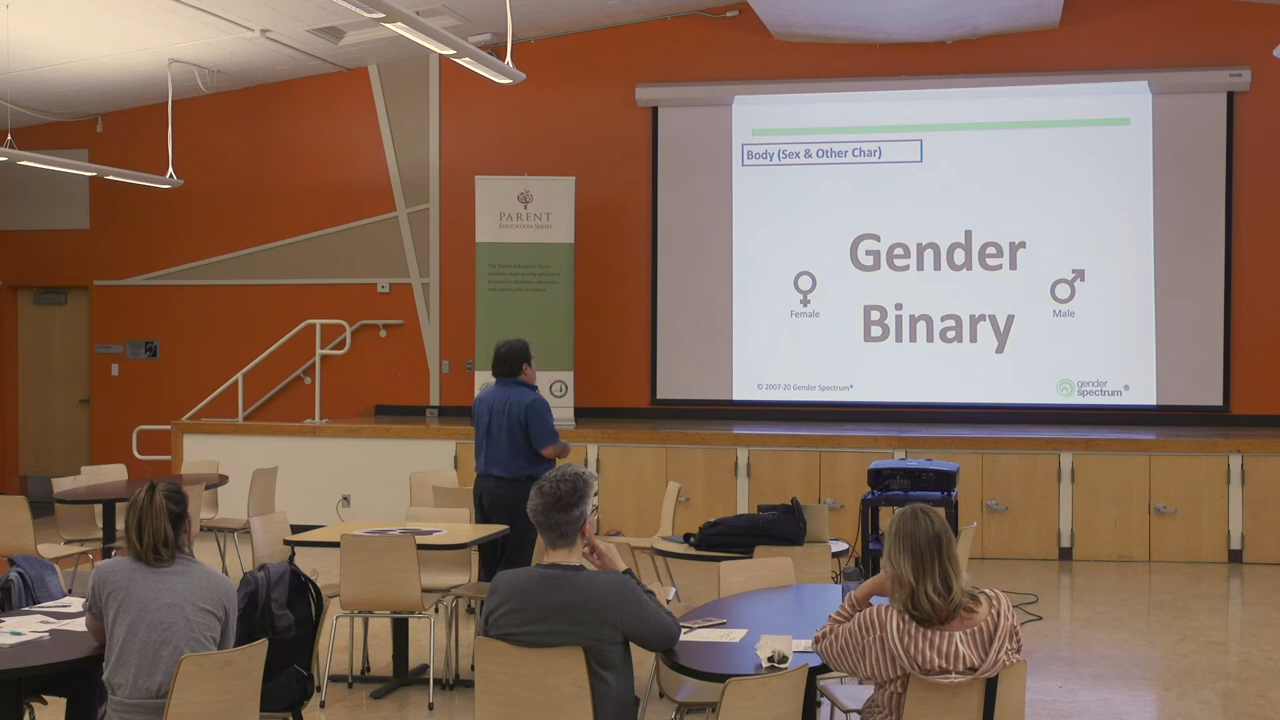 Body (Sex & Other Char)
Gender
Binary
Female
Male
© 2007-20 Gender Spectrum®
gender
spectrum®
PARENT
EDUCATION SERIES